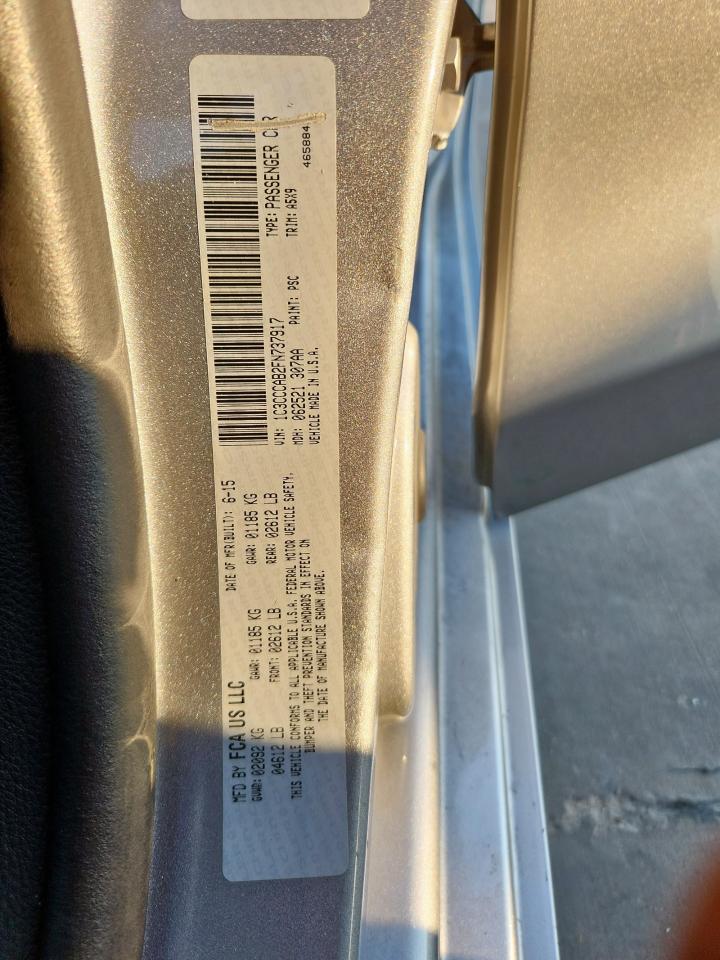 MFD BY FCA US LLC
DATE OF MFR(BUILT): 6-15
GVWR: 02092 KG
04612 LB
GAWR: 01185 KG
FRONT: 02612 LB
GAWR: 01185 KG
REAR: 02612 LB
THIS VEHICLE CONFORMS TO ALL APPLICABLE U.S.A. FEDERAL MOTOR VEHICLE SAFETY,
BUMPER AND THEFT PREVENTION STANDARDS IN EFFECT ON
THE DATE OF MANUFACTURE SHOWN ABOVE.
VIN: 1C3CCCAB2FN737917
TYPE: PASSENGER CAR
MDH: 062521 307AA
PAINT: PSC
TRIM: A5X9
VEHICLE MADE IN U.S.A.
465884